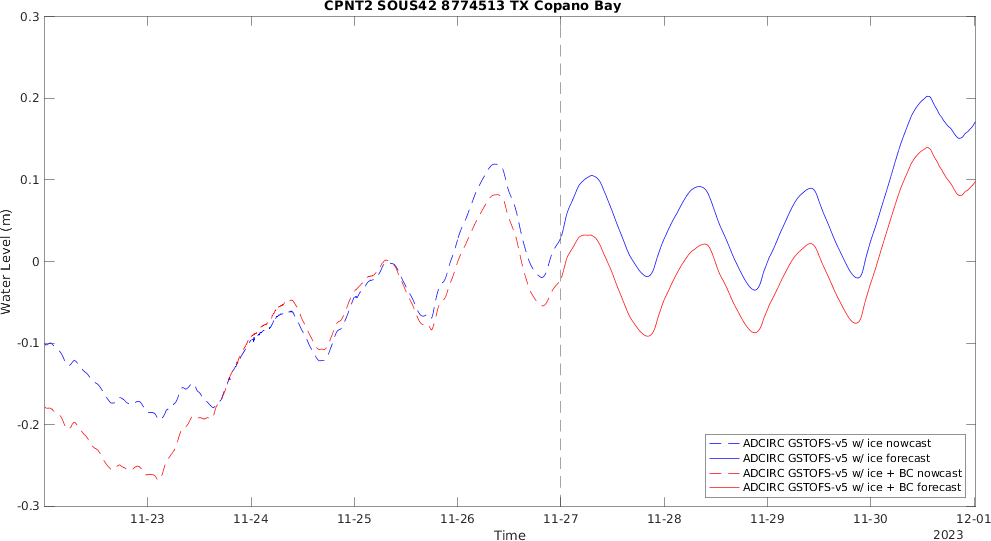 CPNT2 SOUS42 8774513 TX Copano Bay
0.3
0.2
0.1
0
-0.1
-0.2
-0.3
Water Level (m)
ADCIRC GSTOFS-v5 w/ ice nowcast
ADCIRC GSTOFS-v5 w/ ice forecast
ADCIRC GSTOFS-v5 w/ ice + BC nowcast
ADCIRC GSTOFS-v5 w/ ice + BC forecast
11-23 11-24 11-25 11-26 11-27 11-28 11-29 11-30 12-01
Time
2023